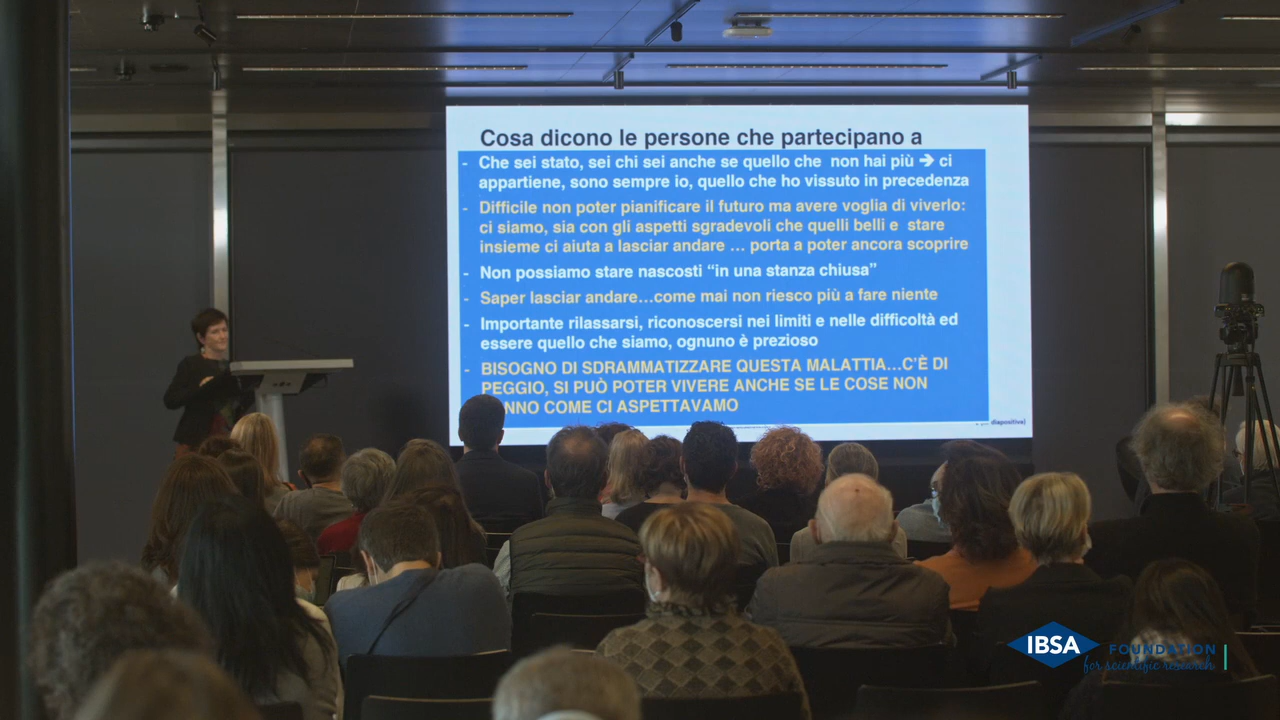 Cosa dicono le persone che partecipano a
- Che sei stato, sei chi sei anche se quello che non hai più ➔ ci
appartiene, sono sempre io, quello che ho vissuto in precedenza
- Difficile non poter pianificare il futuro ma avere voglia di viverlo:
ci siamo, sia con gli aspetti sgradevoli che quelli belli e stare
insieme ci aiuta a lasciar andare … porta a poter ancora scoprire
- Non possiamo stare nascosti “in una stanza chiusa”
- Saper lasciar andare…come mai non riesco più a fare niente
- Importante rilassarsi, riconoscersi nei limiti e nelle difficoltà ed
essere quello che siamo, ognuno è prezioso
- BISOGNO DI SDRAMMATIZZARE QUESTA MALATTIA…C'È DI
PEGGIO, SI PUÒ POTER VIVERE ANCHE SE LE COSE NON
NNO COME CI ASPETTAVAMO
diapositiva)
IBSA FOUNDATION
for scientific research